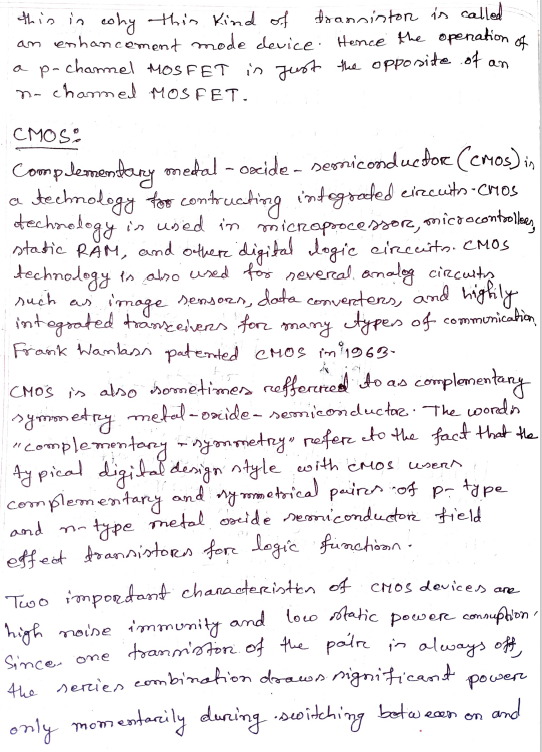 this is why this kind of transistor is called
an enhancement mode device. Hence the operation of
a p-channel MOSFET is just the opposite of an
n-channel MOSFET.
CMOS:
Complementary metal-oxide-semiconductor (CMOS) is
a technology for contructing integrated circuits. CMOS
technology is used in microprocessor, microcontrollers,
static RAM, and other digital logic circuits. CMOS
technology is also used for several analog circuits
such as image sensors, data converters, and highly
integrated transceivers for many types of communication.
Frank Wanlass patented CMOS in 1963.
CMOS is also sometimes refferred to as complementary
symmetry metal-oxide-semiconductor. The words
"complementary-symmetry" refer to the fact that the
typical digital design style with CMOS users
complementary and symmetrical pairs of p-type
and n-type metal oxide semiconductor field
effect transistors for logic functions.
Two important characteristics of CMOS devices are
high noise immunity and low static power consuption.
Since one transistor of the pair is always off,
the series combination draws significant power
only momentarily during switching between on and